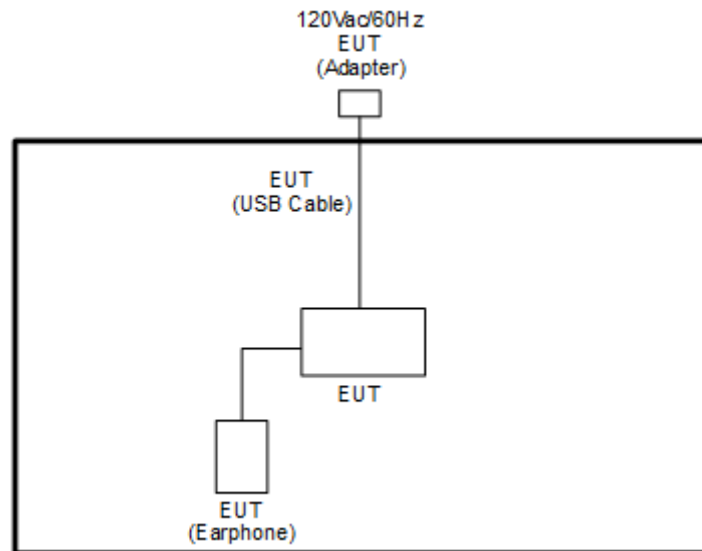 120Vac/60Hz
EUT
(Adapter)
EUT
(USB Cable)
EUT
EUT
(Earphone)